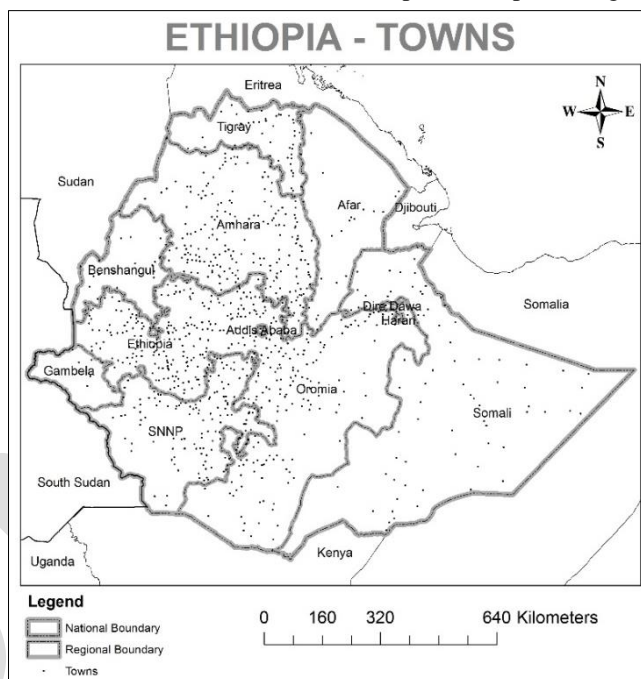 ETHIOPIA - TOWNS
Eritrea
N
W E
S
Tigray
Sudan
Afar
Djibouti
Amhara
Benshangul
Somalia
Dire Dawa
Harari
Addis Ababa
Ethiopia
Gambela
Oromia
Somali
SNNP
South Sudan
Kenya
Uganda
Legend
National Boundary
Regional Boundary
Towns
0 160 320 640 Kilometers